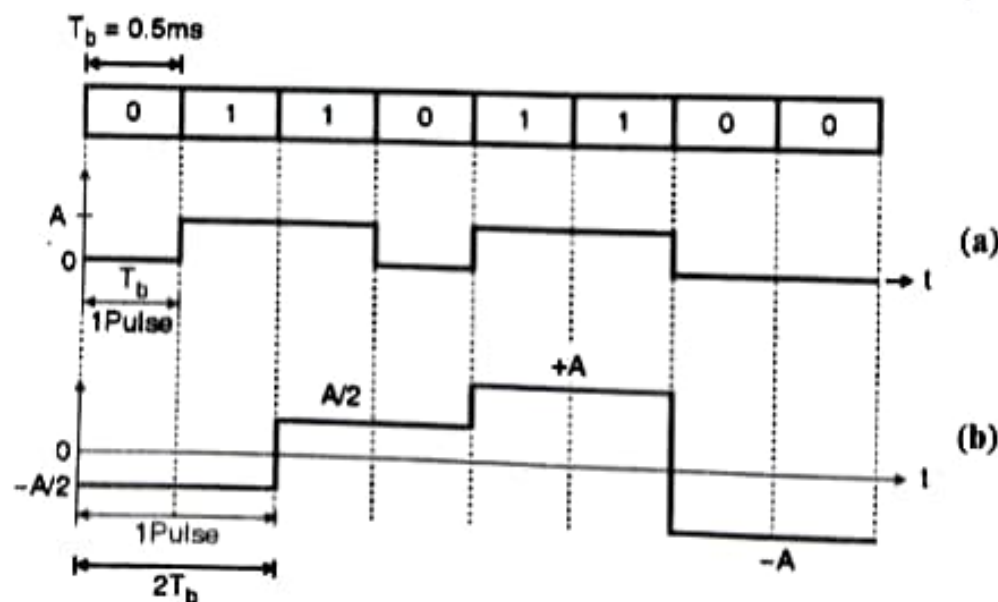 T_b = 0.5ms
0 1 1 0 1 1 0 0
A
0
(a)
t
T_b
1Pulse
+A
A/2
0
(b)
-A/2
t
1Pulse
-A
2T_b